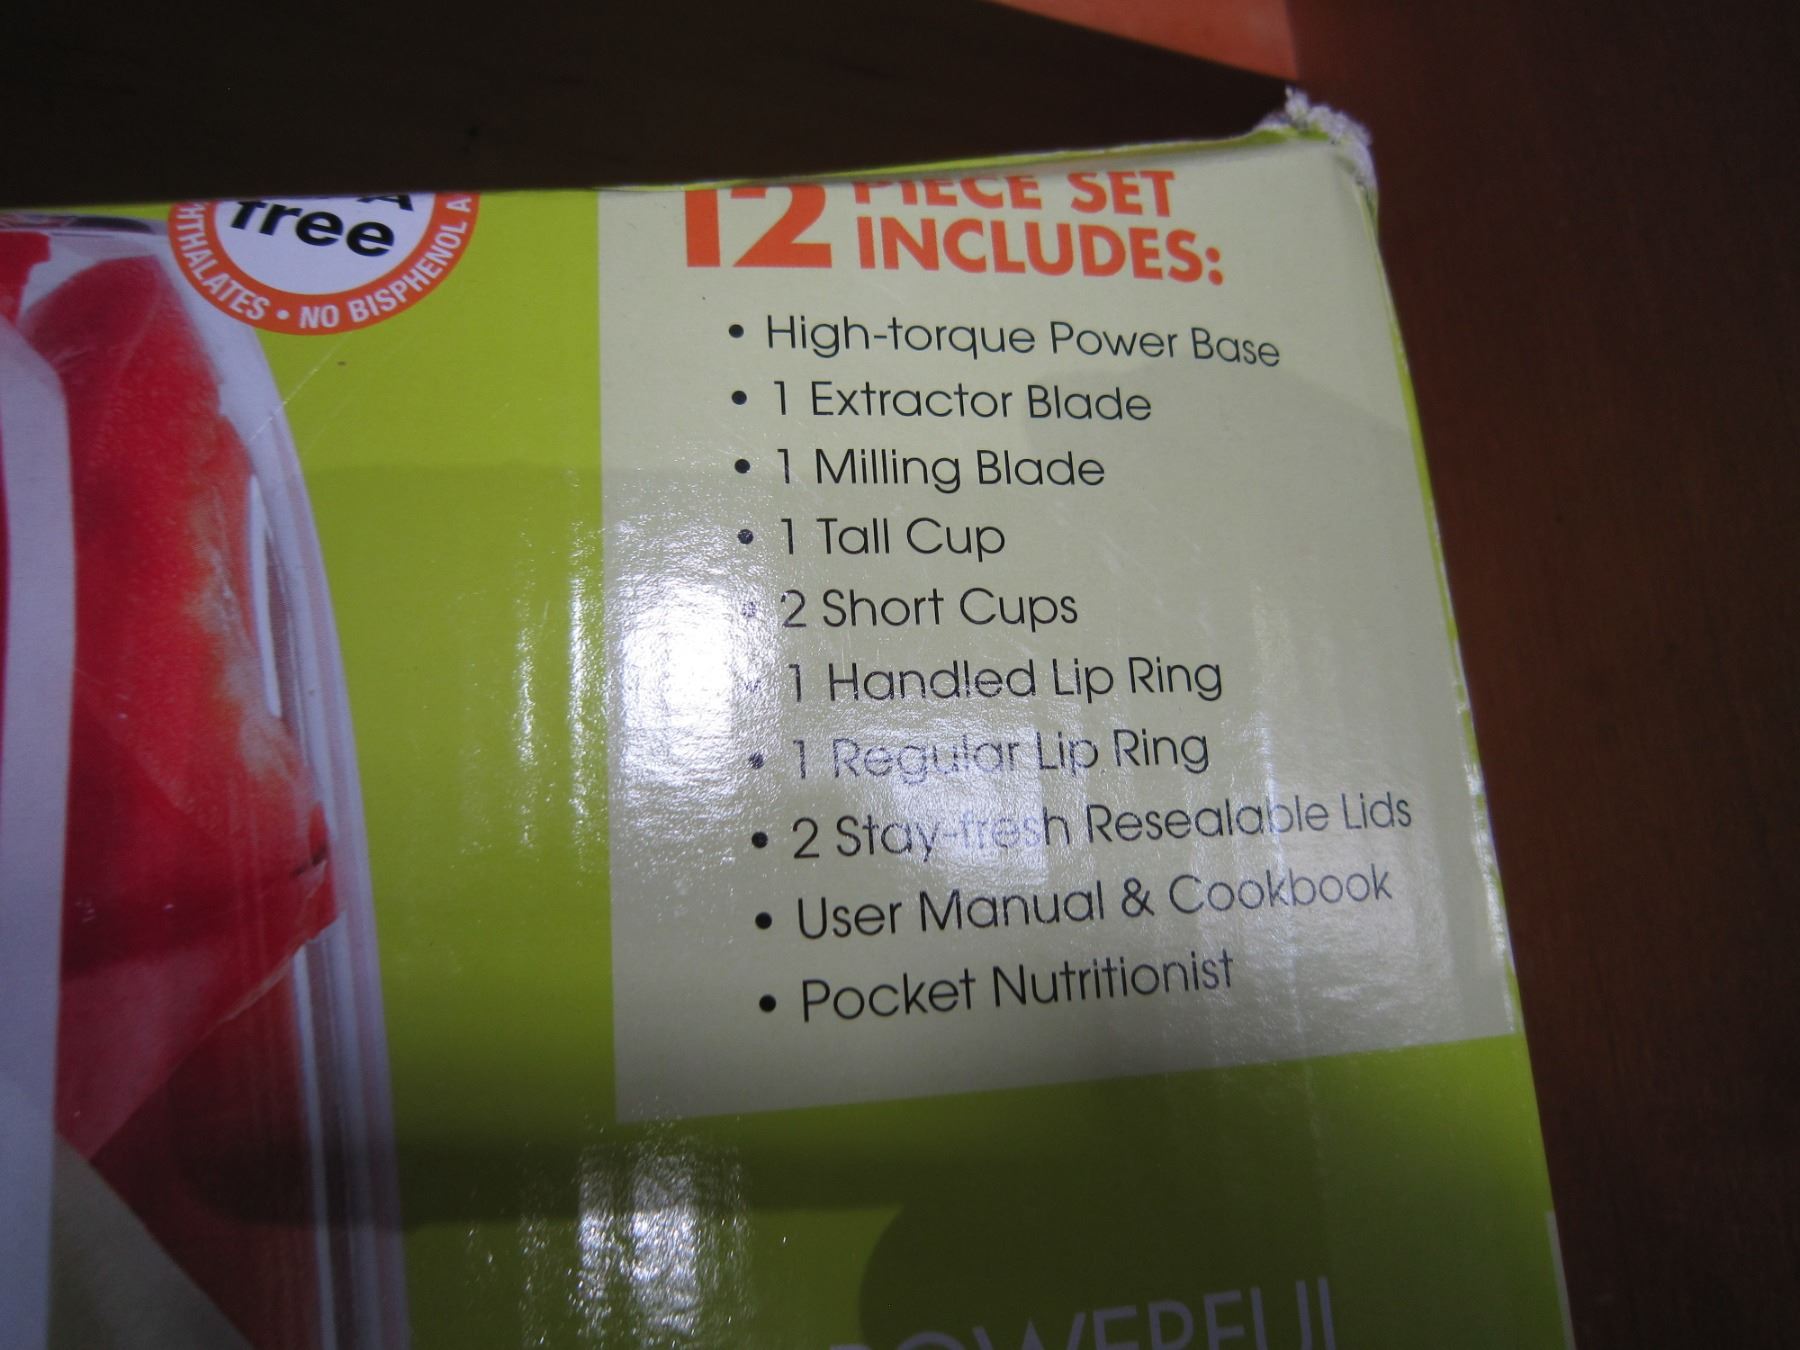 free
HTHALATES • NO BISPHENOL A
12 PIECE SET
INCLUDES:
• High-torque Power Base
• 1 Extractor Blade
• 1 Milling Blade
• 1 Tall Cup
• 2 Short Cups
• 1 Handled Lip Ring
• 1 Regular Lip Ring
• 2 Stay-fresh Resealable Lids
• User Manual & Cookbook
• Pocket Nutritionist
POWERFUL